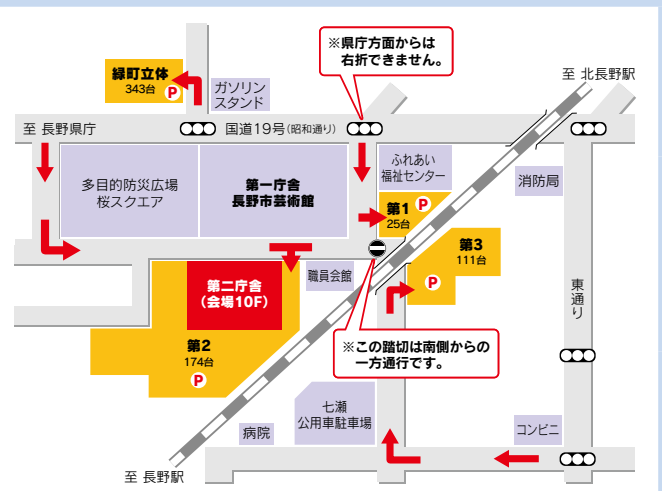 ※県庁方面からは
右折できません。
至 北長野駅
緑町立体
343台
P
ガソリン
スタンド
至 長野県庁
国道19号(昭和通り)
多目的防災広場
桜スクエア
第一庁舎
長野市芸術館
ふれあい
福祉センター
消防局
第1
25台
P
第3
111台
P
第二庁舎
(会場10F)
職員会館
東通り
第2
174台
P
※この踏切は南側からの
一方通行です。
七瀬
公用車駐車場
病院
コンビニ
至 長野駅